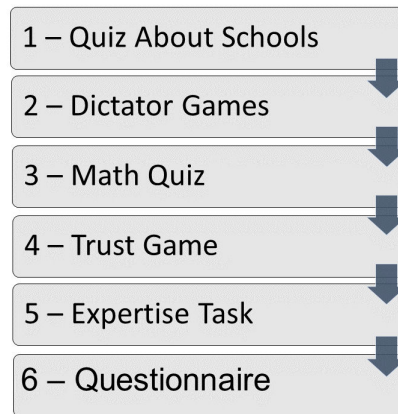 1 – Quiz About Schools
2 – Dictator Games
3 – Math Quiz
4 – Trust Game
5 – Expertise Task
6 – Questionnaire